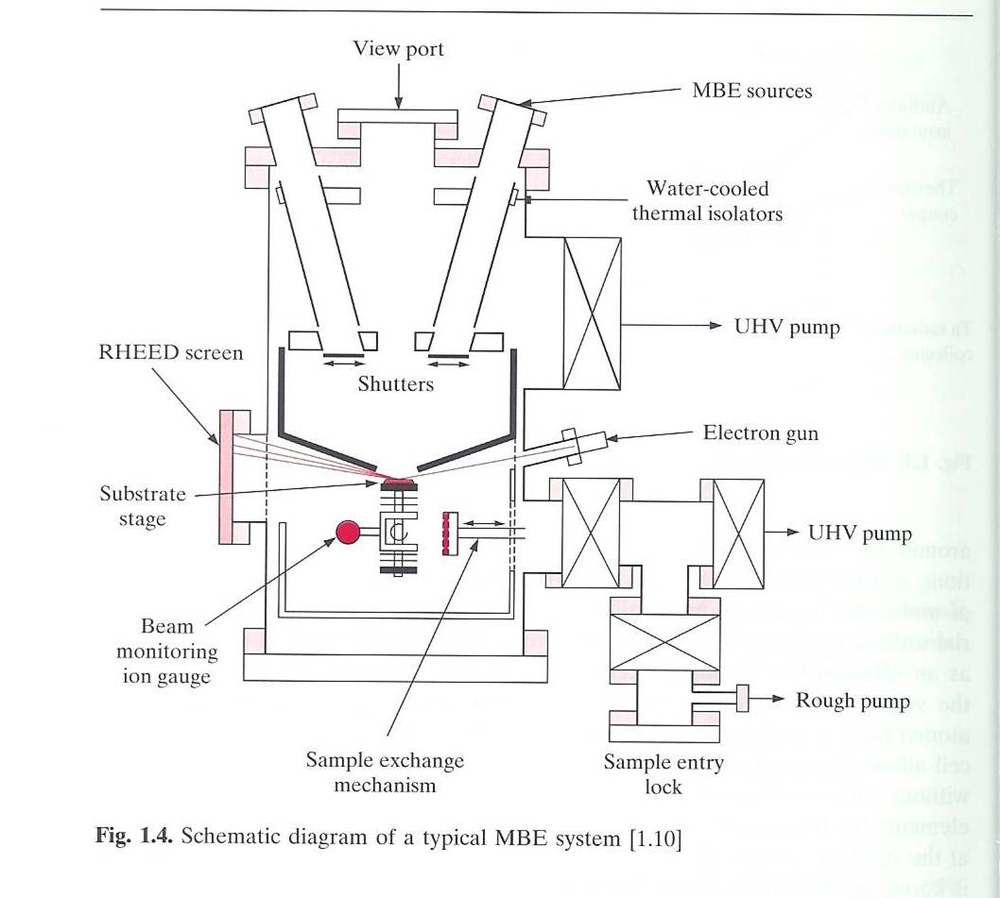 View port
MBE sources
Water-cooled
thermal isolators
UHV pump
RHEED screen
Shutters
Electron gun
Substrate
stage
UHV pump
Beam
monitoring
ion gauge
Rough pump
Sample exchange
mechanism
Sample entry
lock
Fig. 1.4. Schematic diagram of a typical MBE system [1.10]